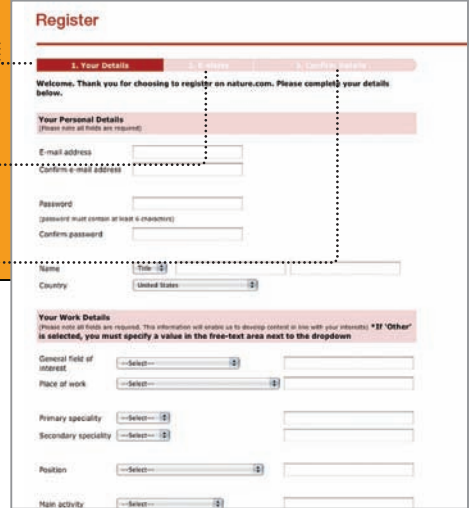 Register
1. Your Details 2. E-alerts 3. Confirm Details
Welcome. Thank you for choosing to register on nature.com. Please complete your details
below.
Your Personal Details
(Please note all fields are required)
E-mail address
Confirm e-mail address
Password
(password must contain at least 6 characters)
Confirm password
Name Title
Country United States
Your Work Details
(Please note all fields are required. This information will enable us to develop content in line with your interests) *If 'Other'
is selected, you must specify a value in the free-text area next to the dropdown
General field of
interest ---Select---
Place of work ---Select---
Primary speciality ---Select---
Secondary speciality ---Select---
Position ---Select---
Main activity ---Select---